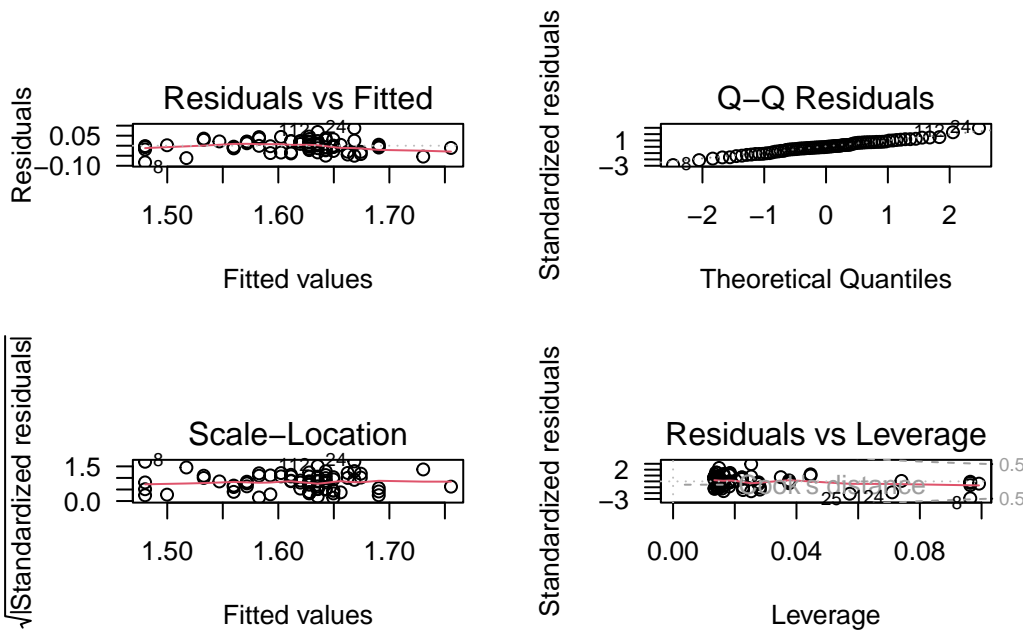 Residuals vs Fitted
Residuals
0.05
−0.10
112
24
8
1.50 1.60 1.70
Fitted values
Q−Q Residuals
Standardized residuals
1
−3
112 24
8
−2 −1 0 1 2
Theoretical Quantiles
Scale−Location
√|Standardized residuals|
1.5
0.0
8
112
24
1.50 1.60 1.70
Fitted values
Residuals vs Leverage
Standardized residuals
2
−3
Cook's distance
0.5
0.5
25
124
8
0.00 0.04 0.08
Leverage